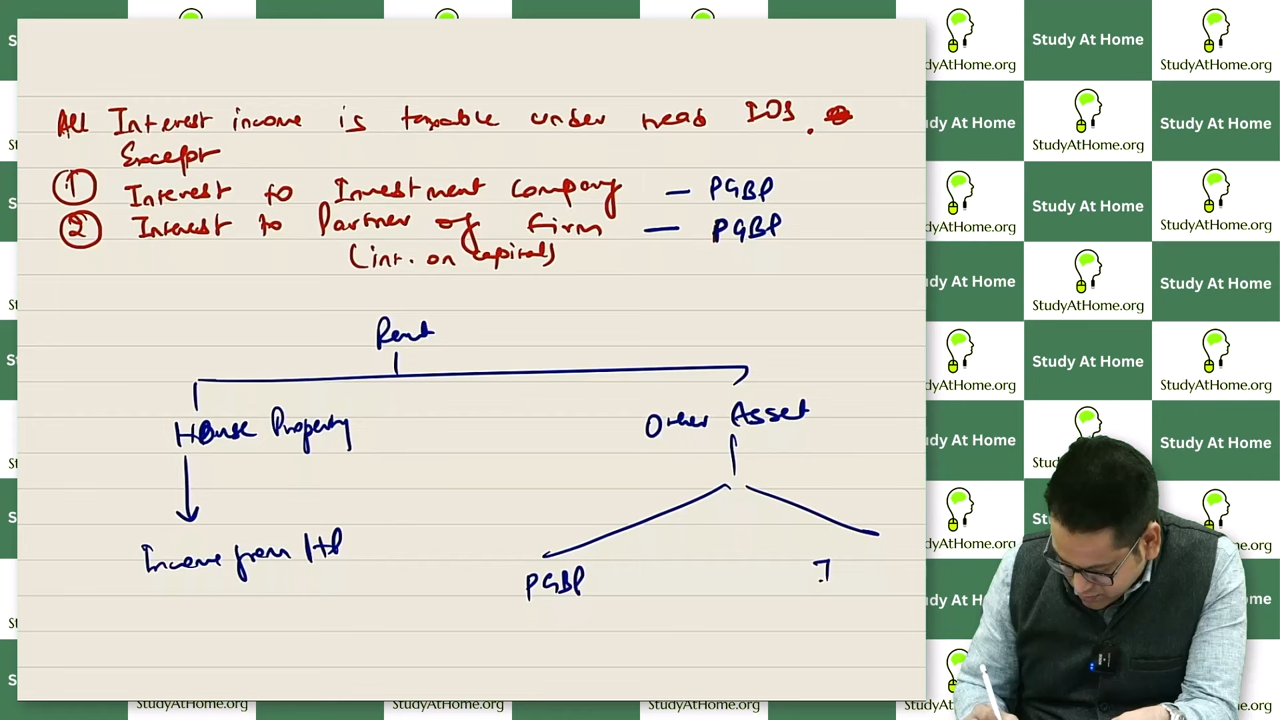 All Interest income is taxable under head IOS.
Except
① Interest to Investment Company — PGBP
② Interest to Partner of firm — PGBP
(int. on capital)
Rent
House Property
Other Asset
Income from HP
PGBP
I
Study At Home
StudyAtHome.org